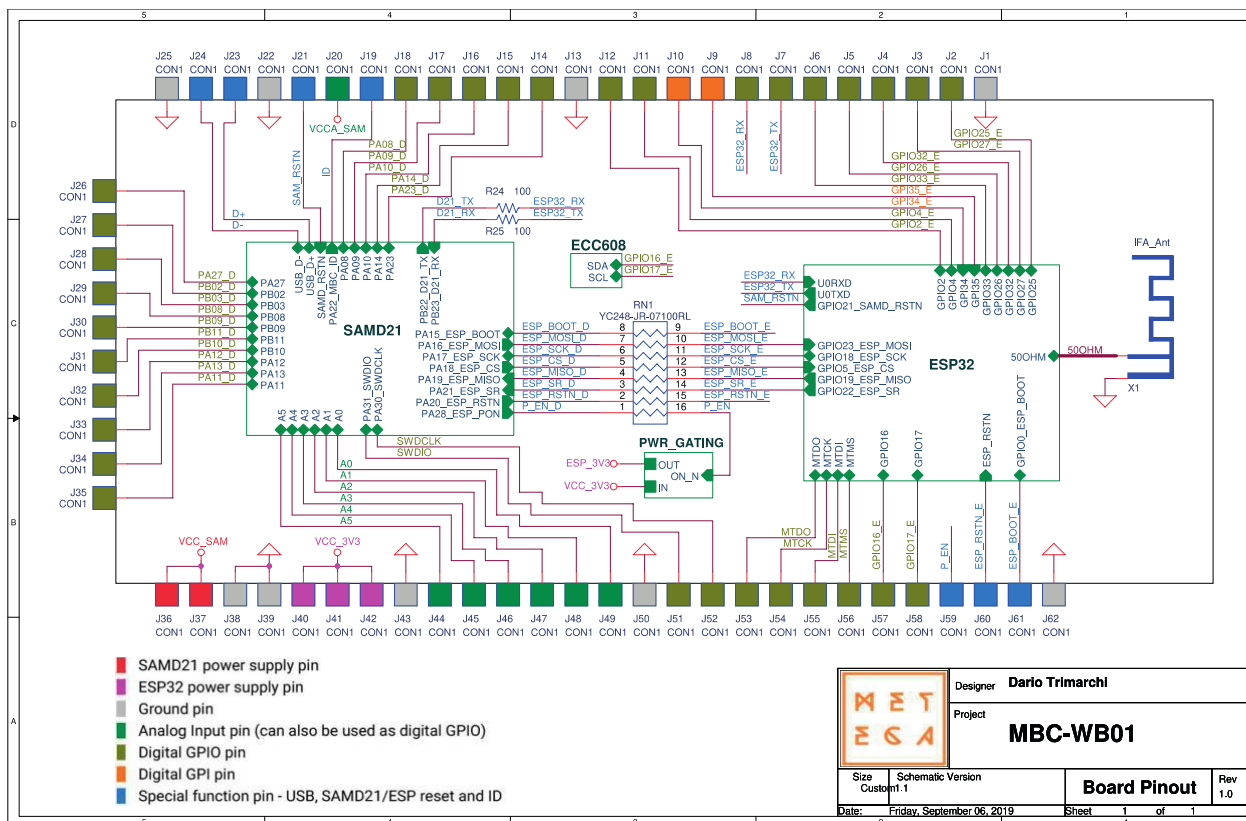 5 4 3 2 1
J25 J24 J23 J22 J21 J20 J19 J18 J17 J16 J15 J14 J13 J12 J11 J10 J9 J8 J7 J6 J5 J4 J3 J2 J1
CON1 CON1 CON1 CON1 CON1 CON1 CON1 CON1 CON1 CON1 CON1 CON1 CON1 CON1 CON1 CON1 CON1 CON1 CON1 CON1 CON1 CON1 CON1 CON1 CON1
D
D
VCCA_SAM
SAM_RSTN
ID
PA08_D
PA09_D
PA10_D
PA14_D
PA23_D
ESP32_RX
ESP32_TX
GPIO25_E
GPIO27_E
GPIO32_E
GPIO26_E
GPIO33_E
GPI35_E
GPI34_E
GPIO4_E
GPIO2_E
J26
CON1
J27
CON1
J28
CON1
J29
CON1
J30
CON1
J31
CON1
J32
CON1
J33
CON1
J34
CON1
J35
CON1
D+
D-
R24 100
D21_TX ESP32_RX
D21_RX ESP32_TX
R25 100
USB_D-
USB_D+
SAMD_RSTN
PA22_MBC_ID
PA08
PA09
PA10
PA14
PA23
PB22_D21_TX
PB23_D21_RX
PA27_D PA27
PB02_D PB02
PB03_D PB03
PB08_D PB08
PB09_D PB09
PB11_D PB11
PB10_D PB10
PA12_D PA12
PA13_D PA13
PA11_D PA11
C
C
SAMD21
PA15_ESP_BOOT
PA16_ESP_MOSI
PA17_ESP_SCK
PA18_ESP_CS
PA19_ESP_MISO
PA21_ESP_SR
PA20_ESP_RSTN
PA28_ESP_PON
A5
A4
A3
A2
A1
A0
PA31_SWDIO
PA30_SWDCLK
ECC608
SDA GPIO16_E
SCL GPIO17_E
RN1
YC248-JR-07100RL
ESP_BOOT_D 8 9 ESP_BOOT_E
ESP_MOSI_D 7 10 ESP_MOSI_E
ESP_SCK_D 6 11 ESP_SCK_E
ESP_CS_D 5 12 ESP_CS_E
ESP_MISO_D 4 13 ESP_MISO_E
ESP_SR_D 3 14 ESP_SR_E
ESP_RSTN_D 2 15 ESP_RSTN_E
P_EN_D 1 16 P_EN
ESP32_RX U0RXD
ESP32_TX U0TXD
SAM_RSTN GPIO21_SAMD_RSTN
GPIO2
GPIO4
GPI34
GPI35
GPIO33
GPIO26
GPIO32
GPIO27
GPIO25
GPIO23_ESP_MOSI
GPIO18_ESP_SCK
GPIO5_ESP_CS
GPIO19_ESP_MISO
GPIO22_ESP_SR
ESP32
50OHM 50OHM
IFA_Ant
X1
MTDO
MTCK
MTDI
MTMS
GPIO16
GPIO17
ESP_RSTN
GPIO0_ESP_BOOT
PWR_GATING
ESP_3V3 OUT
ON_N
VCC_3V3 IN
SWDCLK
SWDIO
A0
A1
A2
A3
A4
A5
B
B
MTDO
MTCK
MTDI
MTMS
GPIO16_E
GPIO17_E
P_EN
ESP_RSTN_E
ESP_BOOT_E
VCC_SAM VCC_3V3
J36 J37 J38 J39 J40 J41 J42 J43 J44 J45 J46 J47 J48 J49 J50 J51 J52 J53 J54 J55 J56 J57 J58 J59 J60 J61 J62
CON1 CON1 CON1 CON1 CON1 CON1 CON1 CON1 CON1 CON1 CON1 CON1 CON1 CON1 CON1 CON1 CON1 CON1 CON1 CON1 CON1 CON1 CON1 CON1 CON1 CON1 CON1
SAMD21 power supply pin
ESP32 power supply pin
Ground pin
Analog Input pin (can also be used as digital GPIO)
Digital GPIO pin
Digital GPI pin
Special function pin - USB, SAMD21/ESP reset and ID
A
A
MET
ECA
Designer Dario Trimarchi
Project
MBC-WB01
Size Schematic Version
Custom1.1
Board Pinout
Rev
1.0
Date: Friday, September 06, 2019 Sheet 1 of 1